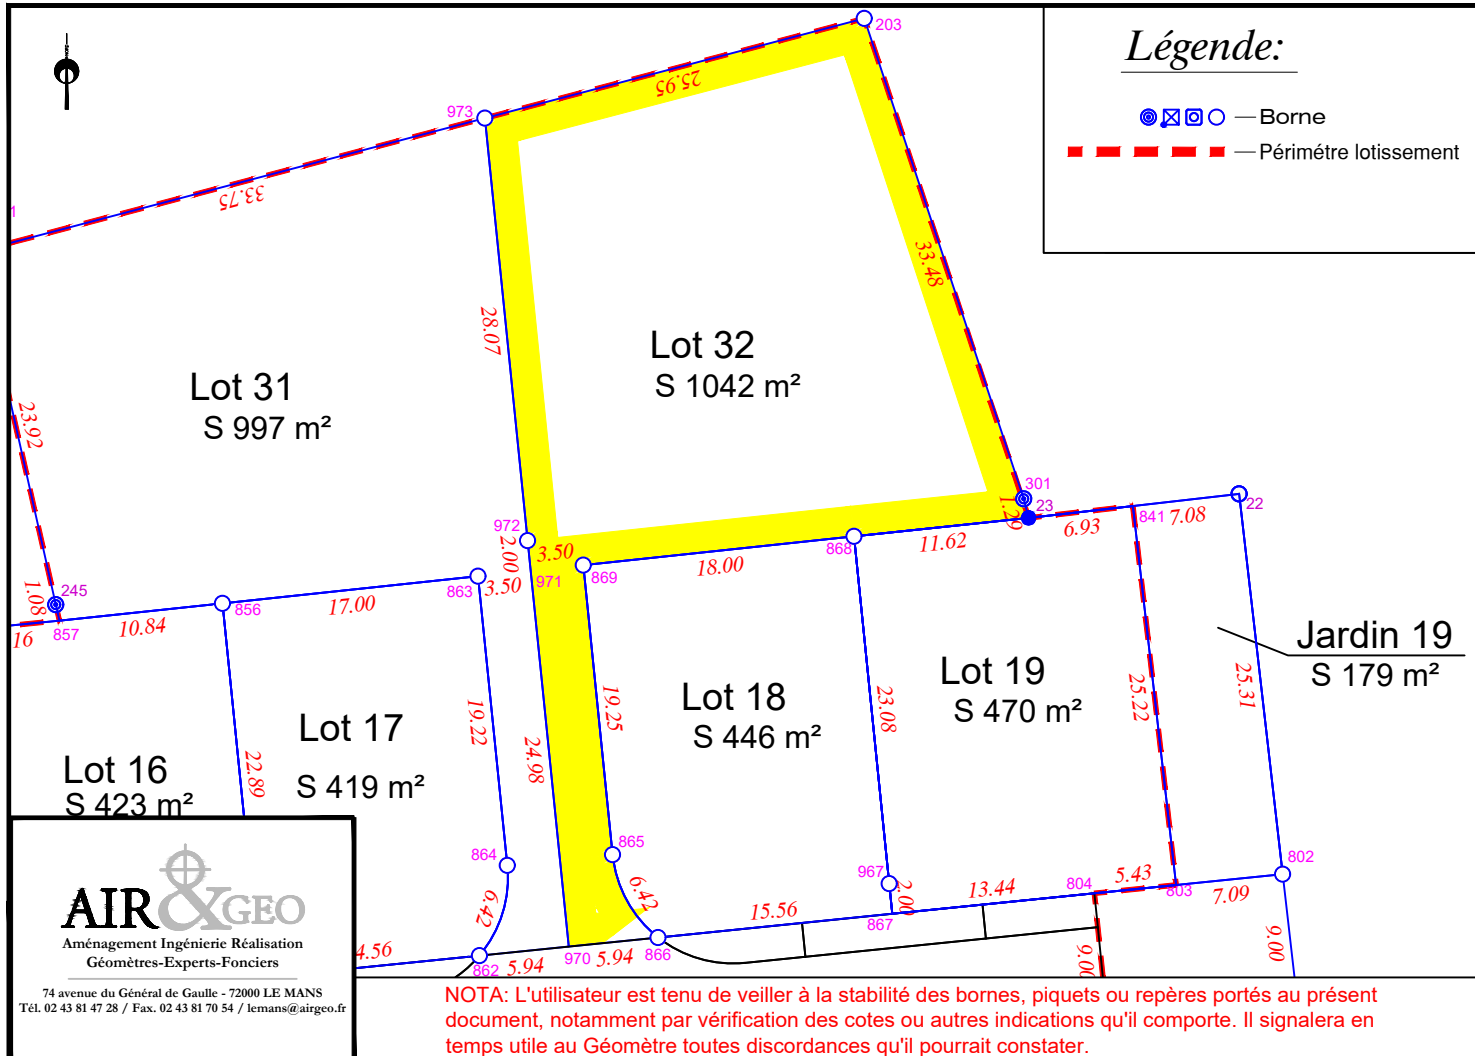 Légende:
Borne
Périmétre lotissement
203
973
25.95
33.75
1
33.48
28.07
Lot 32
S 1042 m²
Lot 31
S 997 m²
23.92
301
23
1.29
6.93
841
7.08
22
972
2.00
3.50
971
869
18.00
868
11.62
245
1.08
857
16
10.84
856
17.00
863
3.50
Jardin 19
S 179 m²
Lot 19
S 470 m²
Lot 18
S 446 m²
Lot 17
S 419 m²
Lot 16
S 423 m²
22.89
19.22
24.98
19.25
23.08
25.22
25.31
864
865
967
802
6.42
6.42
2.00
13.44
804
5.43
803
7.09
15.56
867
4.56
862
5.94
970
5.94
866
9.00
9.00
AIR&GEO
Aménagement Ingénierie Réalisation
Géomètres-Experts-Fonciers
74 avenue du Général de Gaulle - 72000 LE MANS
Tél. 02 43 81 47 28 / Fax. 02 43 81 70 54 / lemans@airgeo.fr
NOTA: L'utilisateur est tenu de veiller à la stabilité des bornes, piquets ou repères portés au présent
document, notamment par vérification des cotes ou autres indications qu'il comporte. Il signalera en
temps utile au Géomètre toutes discordances qu'il pourrait constater.